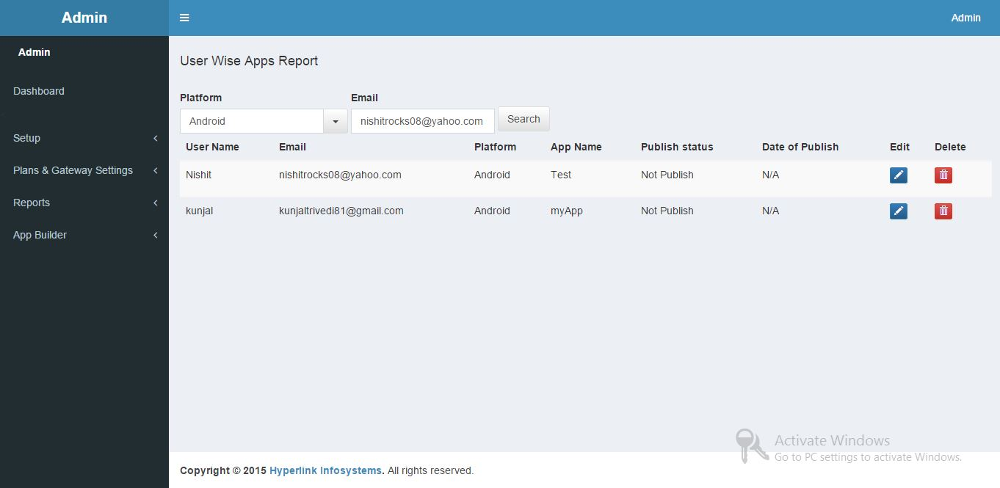 Admin
Admin
Admin
Dashboard
Setup
Plans & Gateway Settings
Reports
App Builder
User Wise Apps Report
Platform Email
Android nishitrocks08@yahoo.com Search
User Name Email Platform App Name Publish status Date of Publish Edit Delete
Nishit nishitrocks08@yahoo.com Android Test Not Publish N/A
kunjal kunjaltrivedi81@gmail.com Android myApp Not Publish N/A
Activate Windows
Go to PC settings to activate Windows.
Copyright © 2015 Hyperlink Infosystems. All rights reserved.